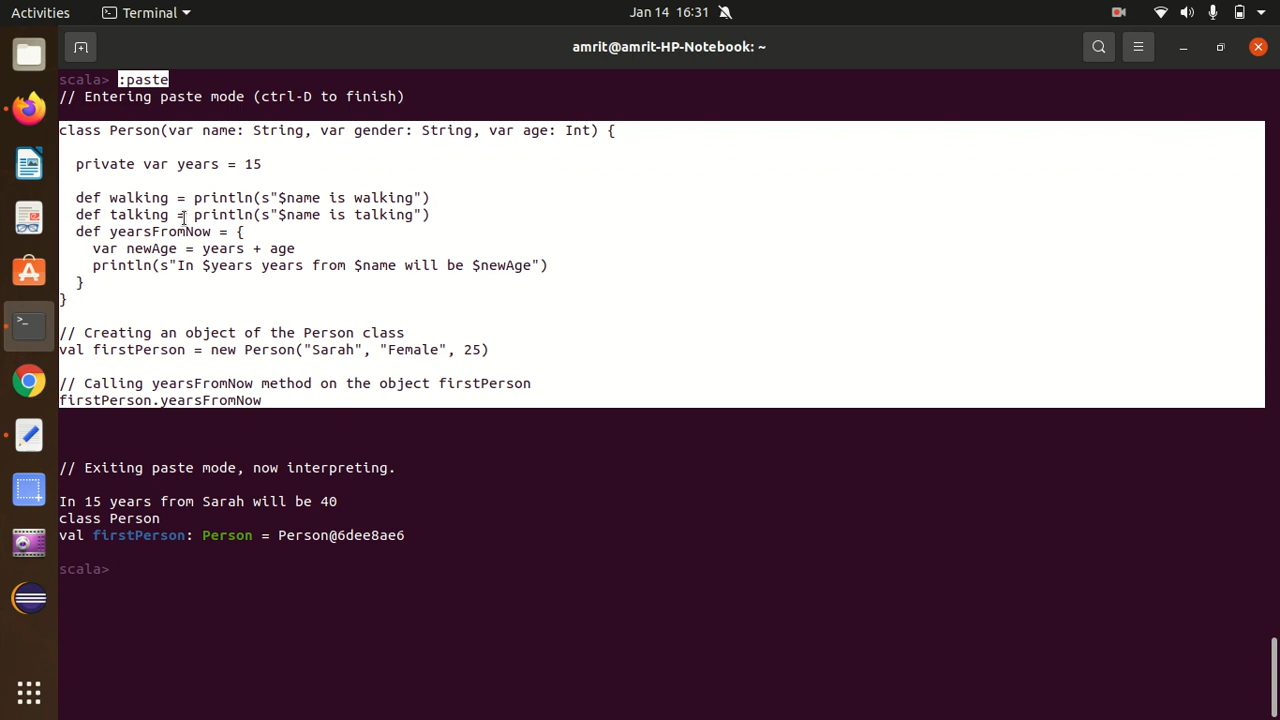 Activities Terminal Jan 14 16:31
amrit@amrit-HP-Notebook: ~
scala> :paste
// Entering paste mode (ctrl-D to finish)
class Person(var name: String, var gender: String, var age: Int) {
private var years = 15
def walking = println(s"$name is walking")
def talking = println(s"$name is talking")
def yearsFromNow = {
var newAge = years + age
println(s"In $years years from $name will be $newAge")
}
}
// Creating an object of the Person class
val firstPerson = new Person("Sarah", "Female", 25)
// Calling yearsFromNow method on the object firstPerson
firstPerson.yearsFromNow
// Exiting paste mode, now interpreting.
In 15 years from Sarah will be 40
class Person
val firstPerson: Person = Person@6dee8ae6
scala>